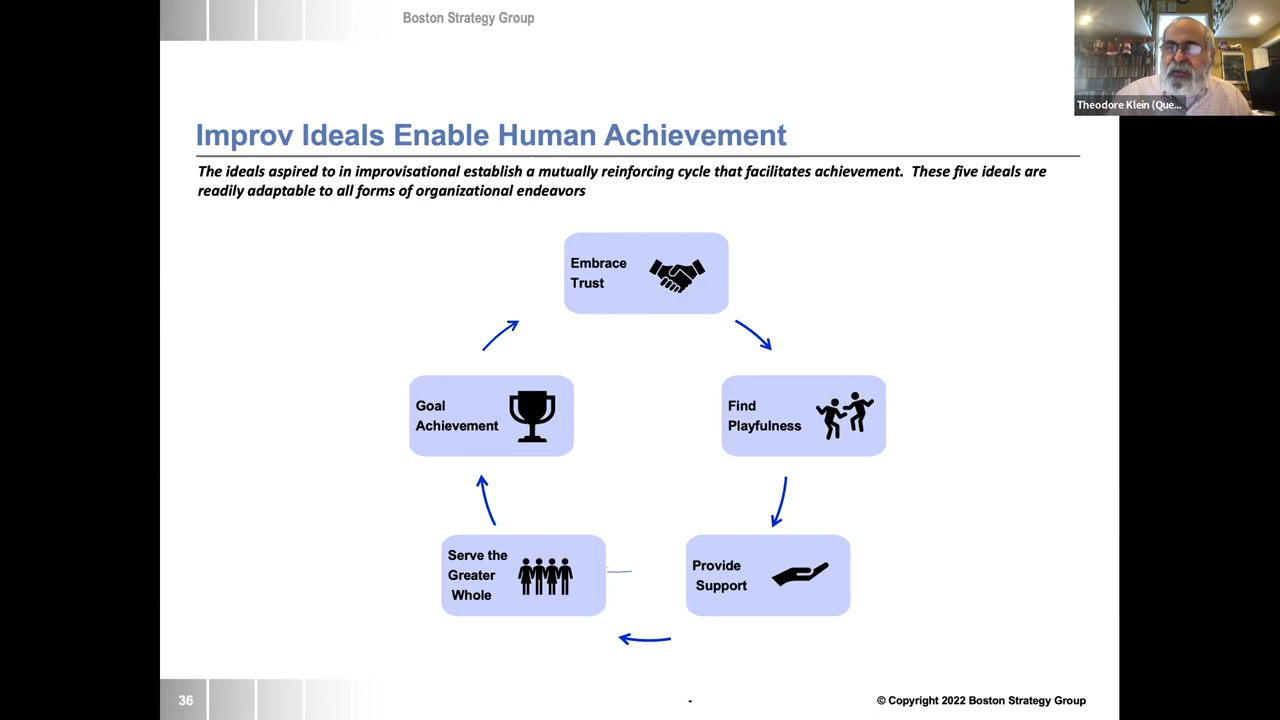 Boston Strategy Group
Theodore Klein (Que...
Improv Ideals Enable Human Achievement
The ideals aspired to in improvisational establish a mutually reinforcing cycle that facilitates achievement. These five ideals are
readily adaptable to all forms of organizational endeavors
Embrace
Trust
Goal
Achievement
Find
Playfulness
Serve the
Greater
Whole
Provide
Support
36
-
© Copyright 2022 Boston Strategy Group